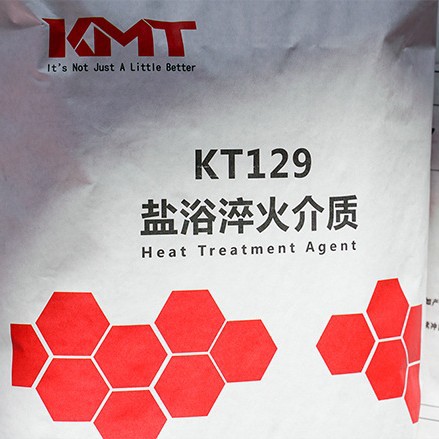 KMT
It's Not Just A Little Better
KT129
盐浴淬火介质
Heat Treatment Agent